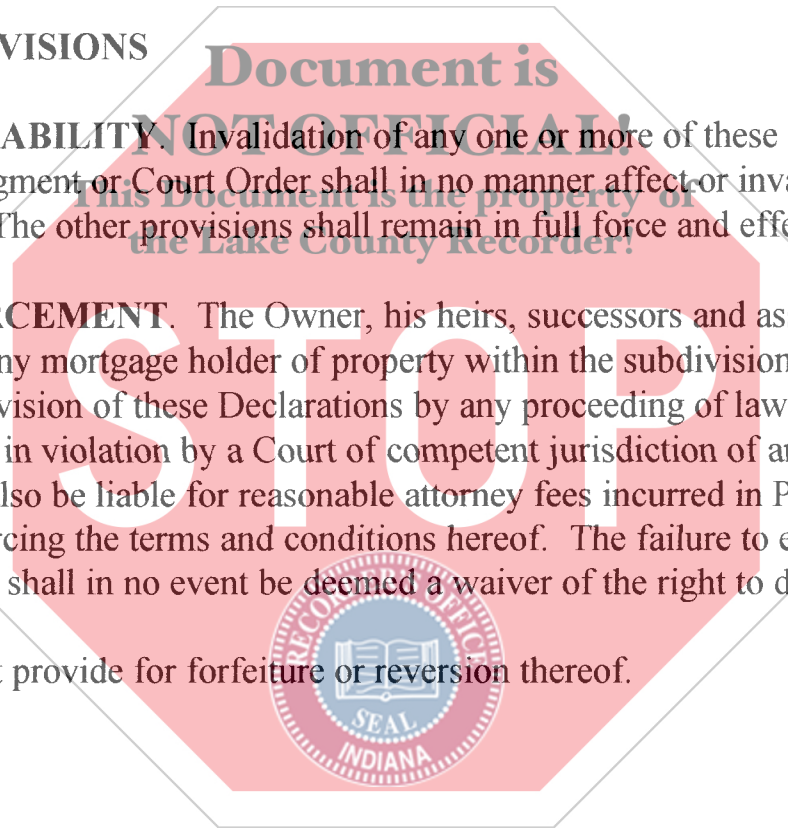 VISIONS
Document is
ABILITY. Invalidation of any one or more of these
NOT OFFICIAL!
gment or Court Order shall in no manner affect or inva
This Document is the property of
The other provisions shall remain in full force and effe
the Lake County Recorder!
RCEMENT. The Owner, his heirs, successors and as
ny mortgage holder of property within the subdivision
vision of these Declarations by any proceeding of law
in violation by a Court of competent jurisdiction of a
lso be liable for reasonable attorney fees incurred in P
rcing the terms and conditions hereof. The failure to e
shall in no event be deemed a waiver of the right to d
t provide for forfeiture or reversion thereof.
STOP
RECORDER'S OFFICE
SEAL
INDIANA